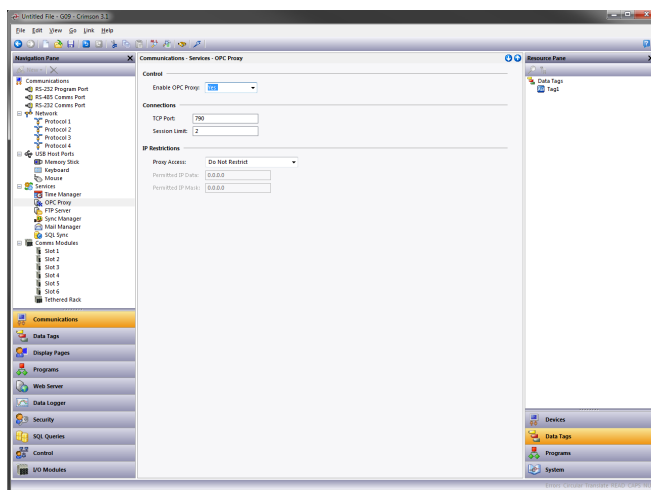 Untitled File - G09 - Crimson 3.1
File Edit View Go Link Help
Navigation Pane
Communications
RS-232 Program Port
RS-485 Comms Port
RS-232 Comms Port
Network
Protocol 1
Protocol 2
Protocol 3
Protocol 4
USB Host Ports
Memory Stick
Keyboard
Mouse
Services
Time Manager
OPC Proxy
FTP Server
Sync Manager
Mail Manager
SQL Sync
Comms Modules
Slot 1
Slot 2
Slot 3
Slot 4
Slot 5
Slot 6
Tethered Rack
Communications
Data Tags
Display Pages
Programs
Web Server
Data Logger
Security
SQL Queries
Control
I/O Modules
Communications - Services - OPC Proxy
Control
Enable OPC Proxy: Yes
Connections
TCP Port: 790
Session Limit: 2
IP Restrictions
Proxy Access: Do Not Restrict
Permitted IP Data: 0.0.0.0
Permitted IP Mask: 0.0.0.0
Resource Pane
Data Tags
Tag1
Devices
Data Tags
Programs
System